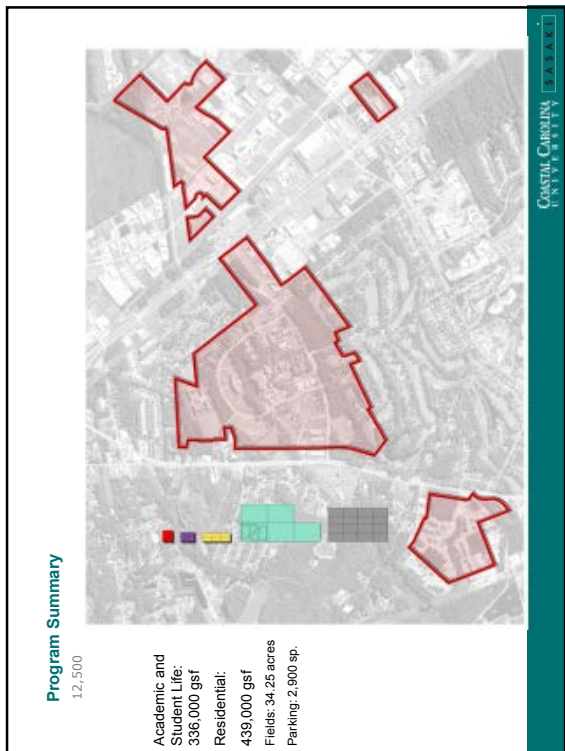 Program Summary
12,500
Academic and
Student Life:
336,000 gsf
Residential:
439,000 gsf
Fields: 34.25 acres
Parking: 2,900 sp.
COASTAL CAROLINA
UNIVERSITY
SASAKI